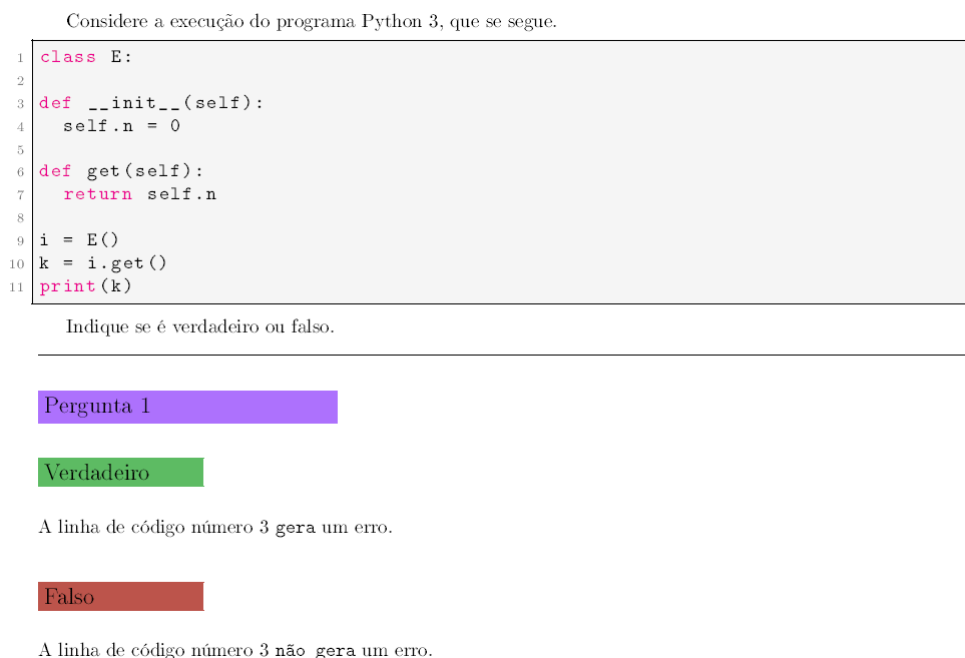 Considere a execução do programa Python 3, que se segue.
1 class E:
2
3 def __init__(self):
4   self.n = 0
5
6 def get(self):
7   return self.n
8
9 i = E()
10 k = i.get()
11 print(k)
Indique se é verdadeiro ou falso.
Pergunta 1
Verdadeiro
A linha de código número 3 gera um erro.
Falso
A linha de código número 3 não gera um erro.